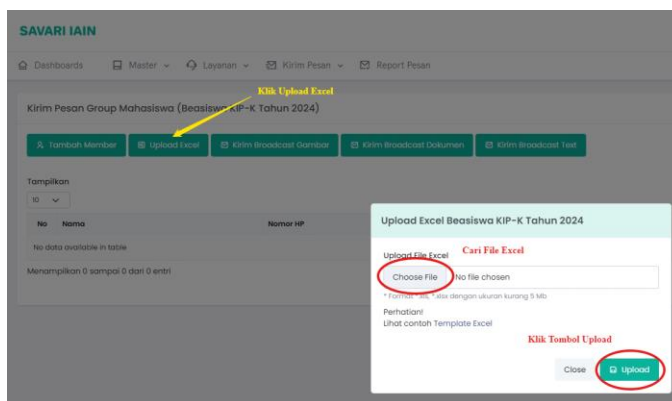 SAVARI IAIN
Dashboards Master Layanan Kirim Pesan Report Pesan
Klik Upload Excel
Kirim Pesan Group Mahasiswa (Beasiswa KIP-K Tahun 2024)
Tambah Member Upload Excel Kirim Broadcast Gambar Kirim Broadcast Dokumen Kirim Broadcast Text
Tampilkan
10
No Nama Nomor HP
No data available in table
Menampilkan 0 sampai 0 dari 0 entri
Upload Excel Beasiswa KIP-K Tahun 2024
Upload File Excel Cari File Excel
Choose File No file chosen
* Format *.xls, *.xlsx dengan ukuran kurang 5 Mb
Perhatian!
Lihat contoh Template Excel
Klik Tombol Upload
Close Upload